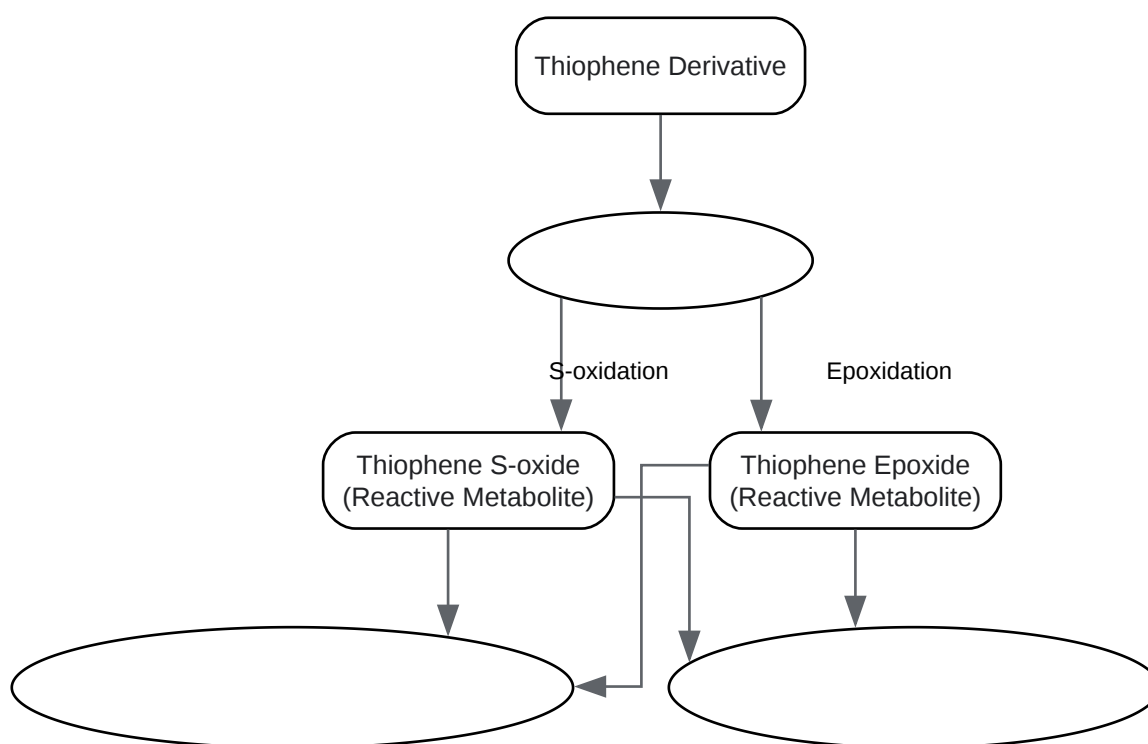 Thiophene Derivative
S-oxidation
Epoxidation
Thiophene S-oxide
(Reactive Metabolite)
Thiophene Epoxide
(Reactive Metabolite)